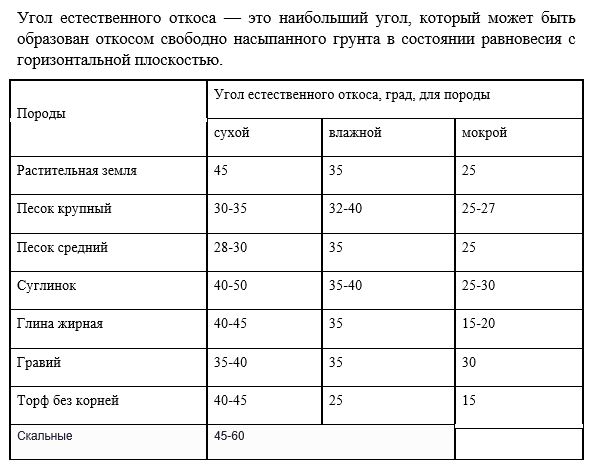 Угол естественного откоса — это наибольший угол, который может быть
образован откосом свободно насыпанного грунта в состоянии равновесия с
горизонтальной плоскостью.
Породы
Угол естественного откоса, град, для породы
сухой влажной мокрой
Растительная земля 45 35 25
Песок крупный 30-35 32-40 25-27
Песок средний 28-30 35 25
Суглинок 40-50 35-40 25-30
Глина жирная 40-45 35 15-20
Гравий 35-40 35 30
Торф без корней 40-45 25 15
Скальные 45-60